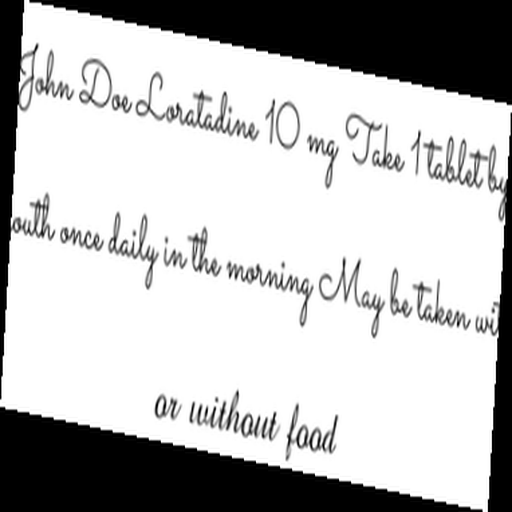 John Doe Loratadine 10 mg Take 1 tablet by
outh once daily in the morning May be taken wi
or without food